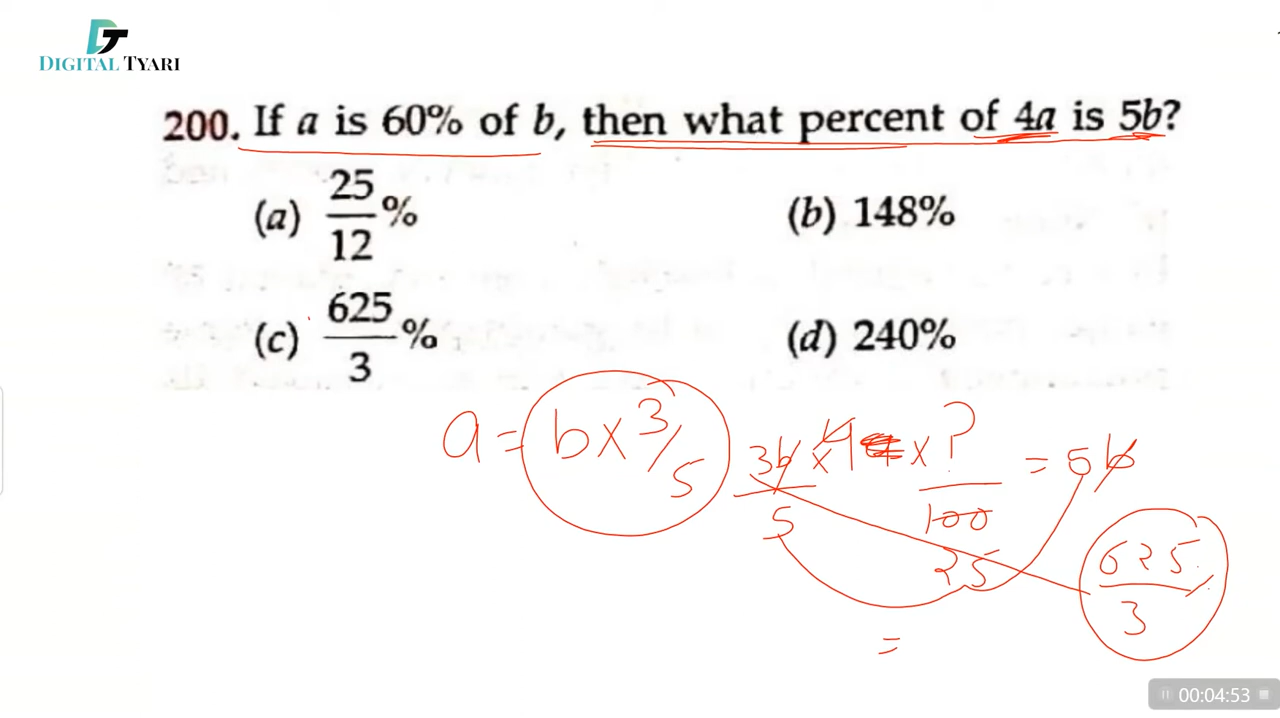 DIGITAL TYARI
200. If a is 60% of b, then what percent of 4a is 5b?
(a) 25/12 %
(b) 148%
(c) 625/3 %
(d) 240%
a = b x 3/5
3b/5 x 4 x ?/100 = 5b
25
625/3 %
=
00:04:53